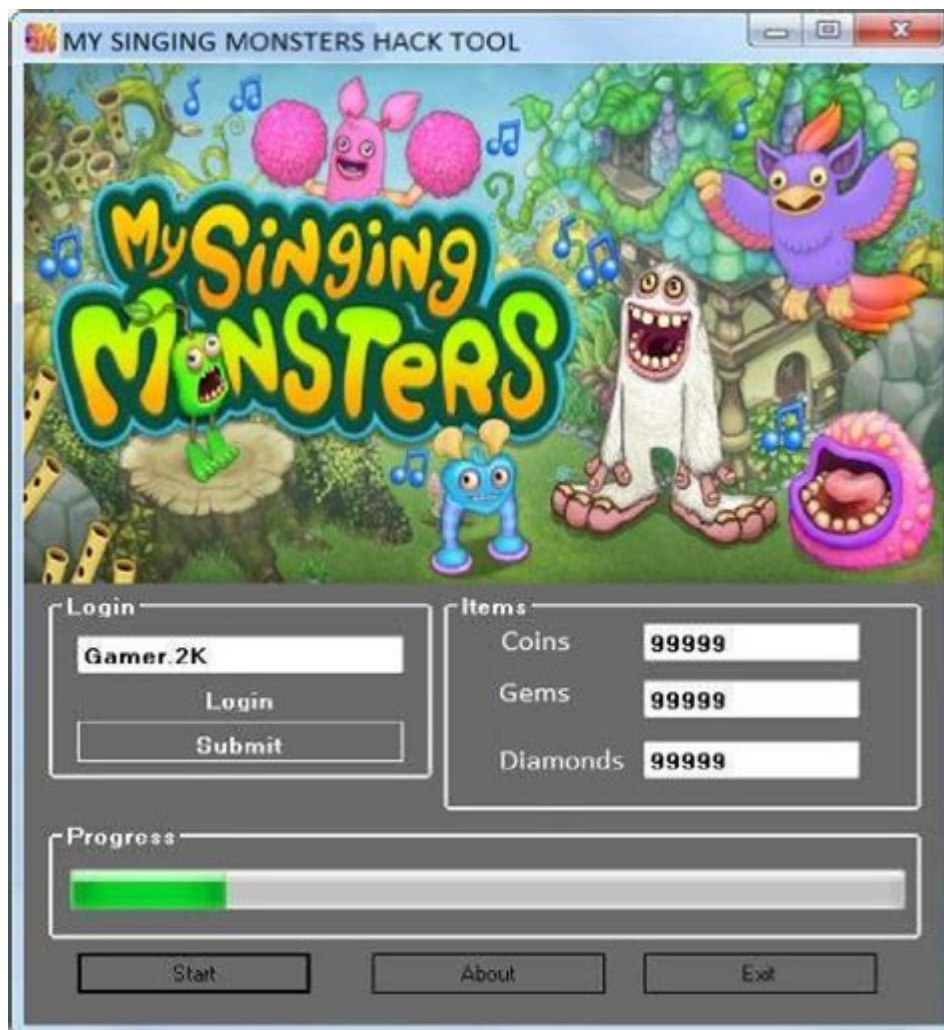 MY SINGING MONSTERS HACK TOOL
My SiNging
MONSTeRS
Login
Gamer.2K
Login
Submit
Items
Coins 99999
Gems 99999
Diamonds 99999
Progress
Start About Exit